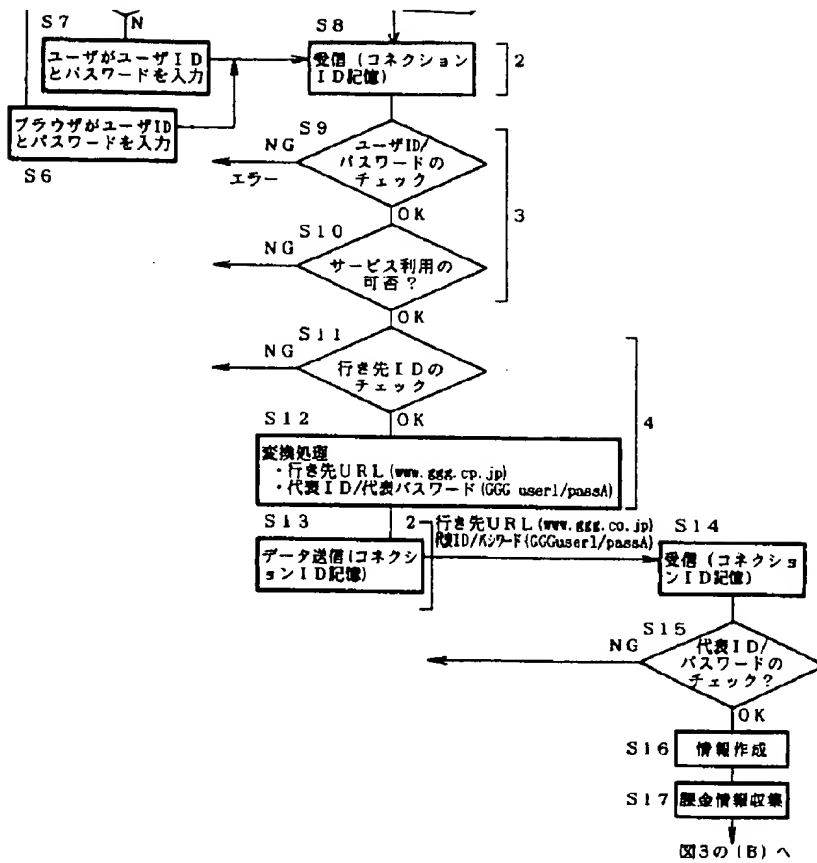 S7
N
S8
ユーザがユーザID
とパスワードを入力
受信(コネクション
ID記憶)
2
ブラウザがユーザID
とパスワードを入力
S6
S9
NG
エラー
ユーザID/
パスワードの
チェック
OK
3
S10
NG
サービス利用の
可否?
OK
S11
NG
行き先IDの
チェック
OK
4
S12
変換処理
・行き先URL(www.ggg.cp.jp)
・代表ID/代表パスワード(GGG user1/passA)
S13
2
行き先URL(www.ggg.co.jp)
代表ID/パスワード(GGGuser1/passA)
S14
データ送信(コネクシ
ョンID記憶)
受信(コネクショ
ンID記憶)
S15
NG
代表ID/
パスワードの
チェック?
OK
S16
情報作成
S17
課金情報収集
図3の(B)へ